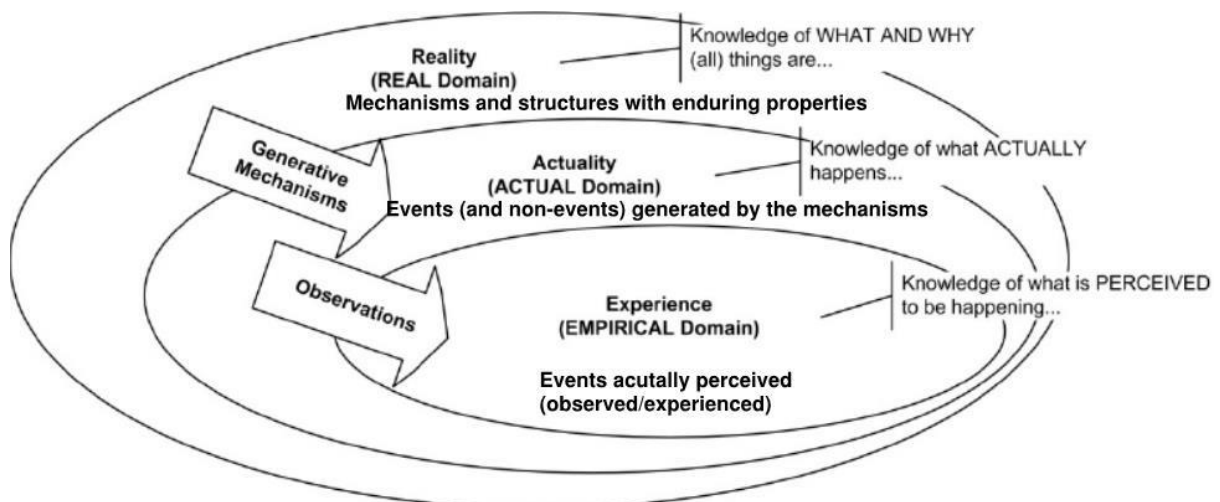 Knowledge of WHAT AND WHY
(all) things are...
Reality
(REAL Domain)
Mechanisms and structures with enduring properties
Generative
Mechanisms
Knowledge of what ACTUALLY
happens...
Actuality
(ACTUAL Domain)
Events (and non-events) generated by the mechanisms
Observations
Knowledge of what is PERCEIVED
to be happening...
Experience
(EMPIRICAL Domain)
Events acutally perceived
(observed/experienced)